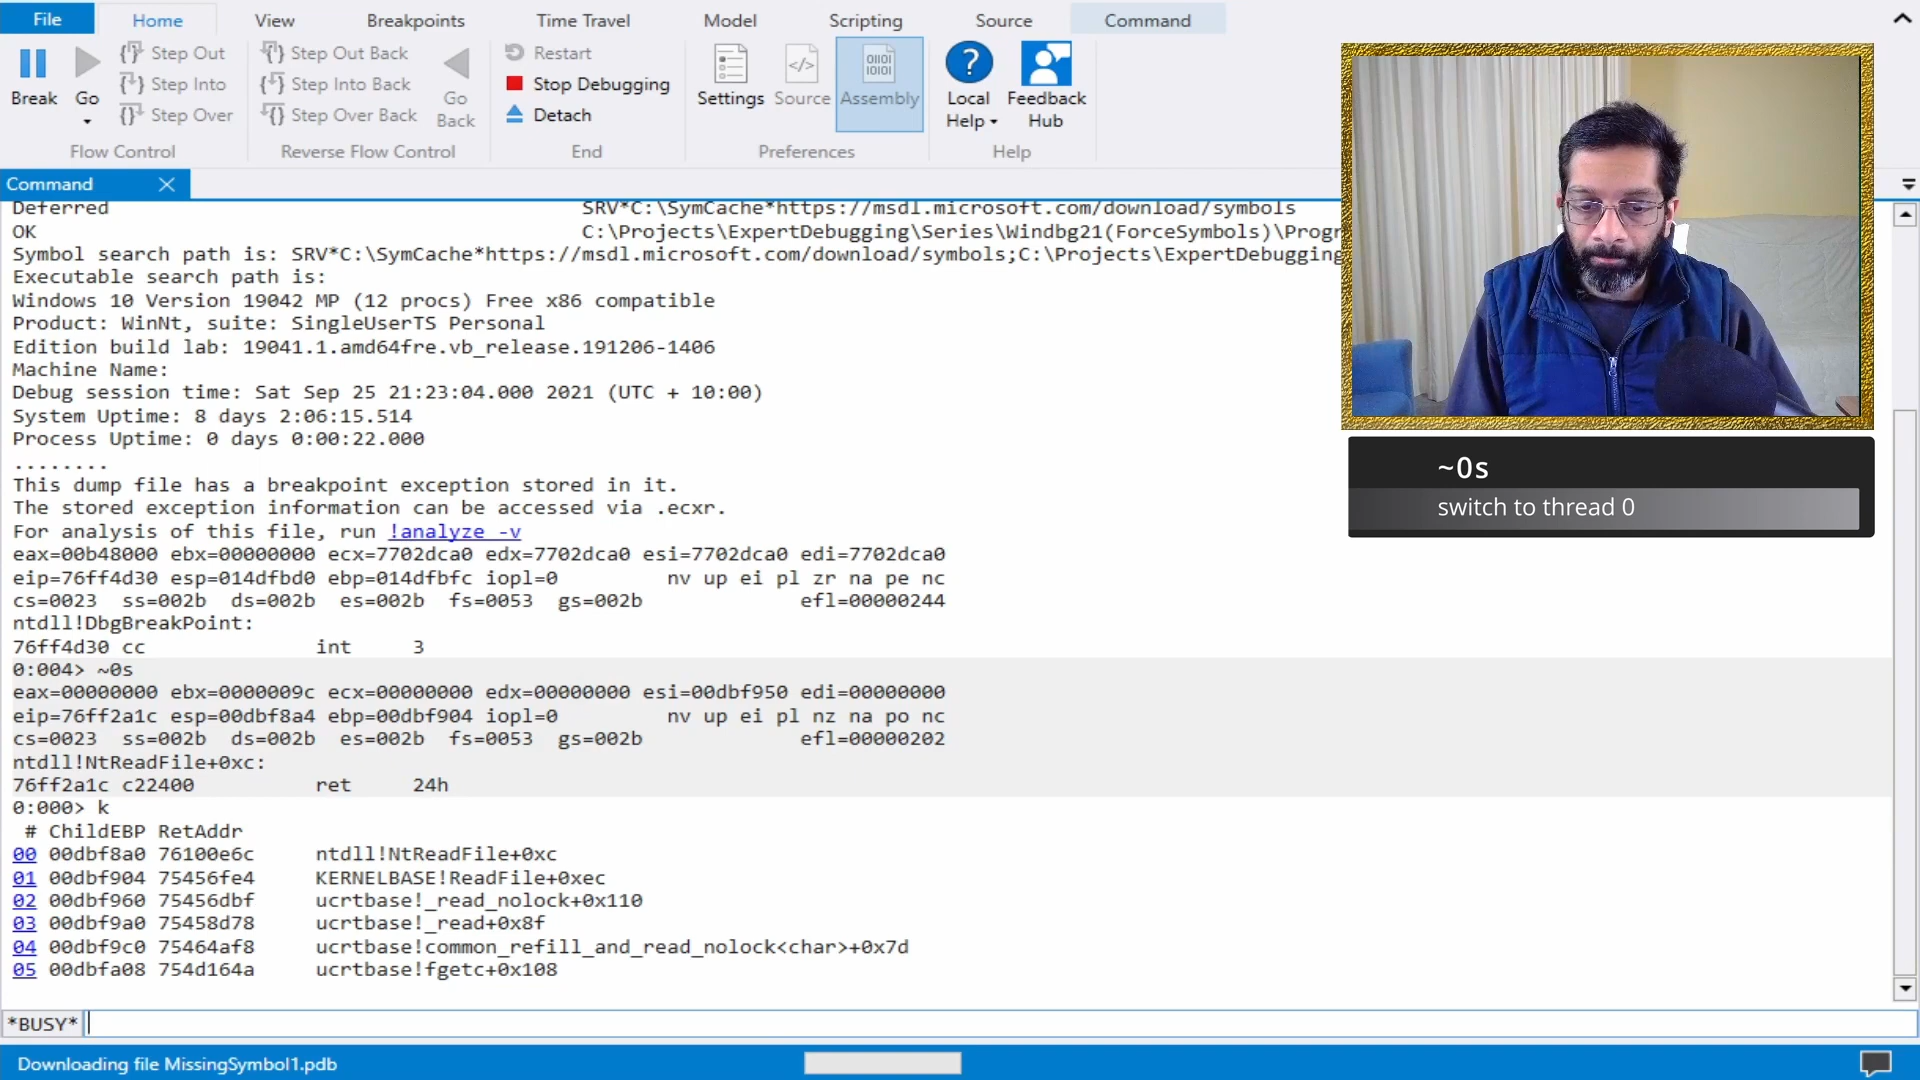 File Home View Breakpoints Time Travel Model Scripting Source Command
Step Out Step Out Back Restart
Step Into Step Into Back Stop Debugging
Step Over Step Over Back Detach
Break Go Go Back Settings Source Assembly Local Help Feedback Hub
Flow Control Reverse Flow Control End Preferences Help
Command
Deferred SRV*C:\SymCache*https://msdl.microsoft.com/download/symbols
OK C:\Projects\ExpertDebugging\Series\Windbg21(ForceSymbols)\Progr
Symbol search path is: SRV*C:\SymCache*https://msdl.microsoft.com/download/symbols;C:\Projects\ExpertDebugging
Executable search path is:
Windows 10 Version 19042 MP (12 procs) Free x86 compatible
Product: WinNt, suite: SingleUserTS Personal
Edition build lab: 19041.1.amd64fre.vb_release.191206-1406
Machine Name:
Debug session time: Sat Sep 25 21:23:04.000 2021 (UTC + 10:00)
System Uptime: 8 days 2:06:15.514
Process Uptime: 0 days 0:00:22.000
........
This dump file has a breakpoint exception stored in it.
The stored exception information can be accessed via .ecxr.
For analysis of this file, run !analyze -v
eax=00b48000 ebx=00000000 ecx=7702dca0 edx=7702dca0 esi=7702dca0 edi=7702dca0
eip=76ff4d30 esp=014dfbd0 ebp=014dfbfc iopl=0 nv up ei pl zr na pe nc
cs=0023 ss=002b ds=002b es=002b fs=0053 gs=002b efl=00000244
ntdll!DbgBreakPoint:
76ff4d30 cc int 3
0:004> ~0s
eax=00000000 ebx=0000009c ecx=00000000 edx=00000000 esi=00dbf950 edi=00000000
eip=76ff2a1c esp=00dbf8a4 ebp=00dbf904 iopl=0 nv up ei pl nz na po nc
cs=0023 ss=002b ds=002b es=002b fs=0053 gs=002b efl=00000202
ntdll!NtReadFile+0xc:
76ff2a1c c22400 ret 24h
0:000> k
# ChildEBP RetAddr
00 00dbf8a0 76100e6c ntdll!NtReadFile+0xc
01 00dbf904 75456fe4 KERNELBASE!ReadFile+0xec
02 00dbf960 75456dbf ucrtbase!_read_nolock+0x110
03 00dbf9a0 75458d78 ucrtbase!_read+0x8f
04 00dbf9c0 75464af8 ucrtbase!common_refill_and_read_nolock<char>+0x7d
05 00dbfa08 754d164a ucrtbase!fgetc+0x108
*BUSY*
Downloading file MissingSymbol1.pdb
~0s
switch to thread 0